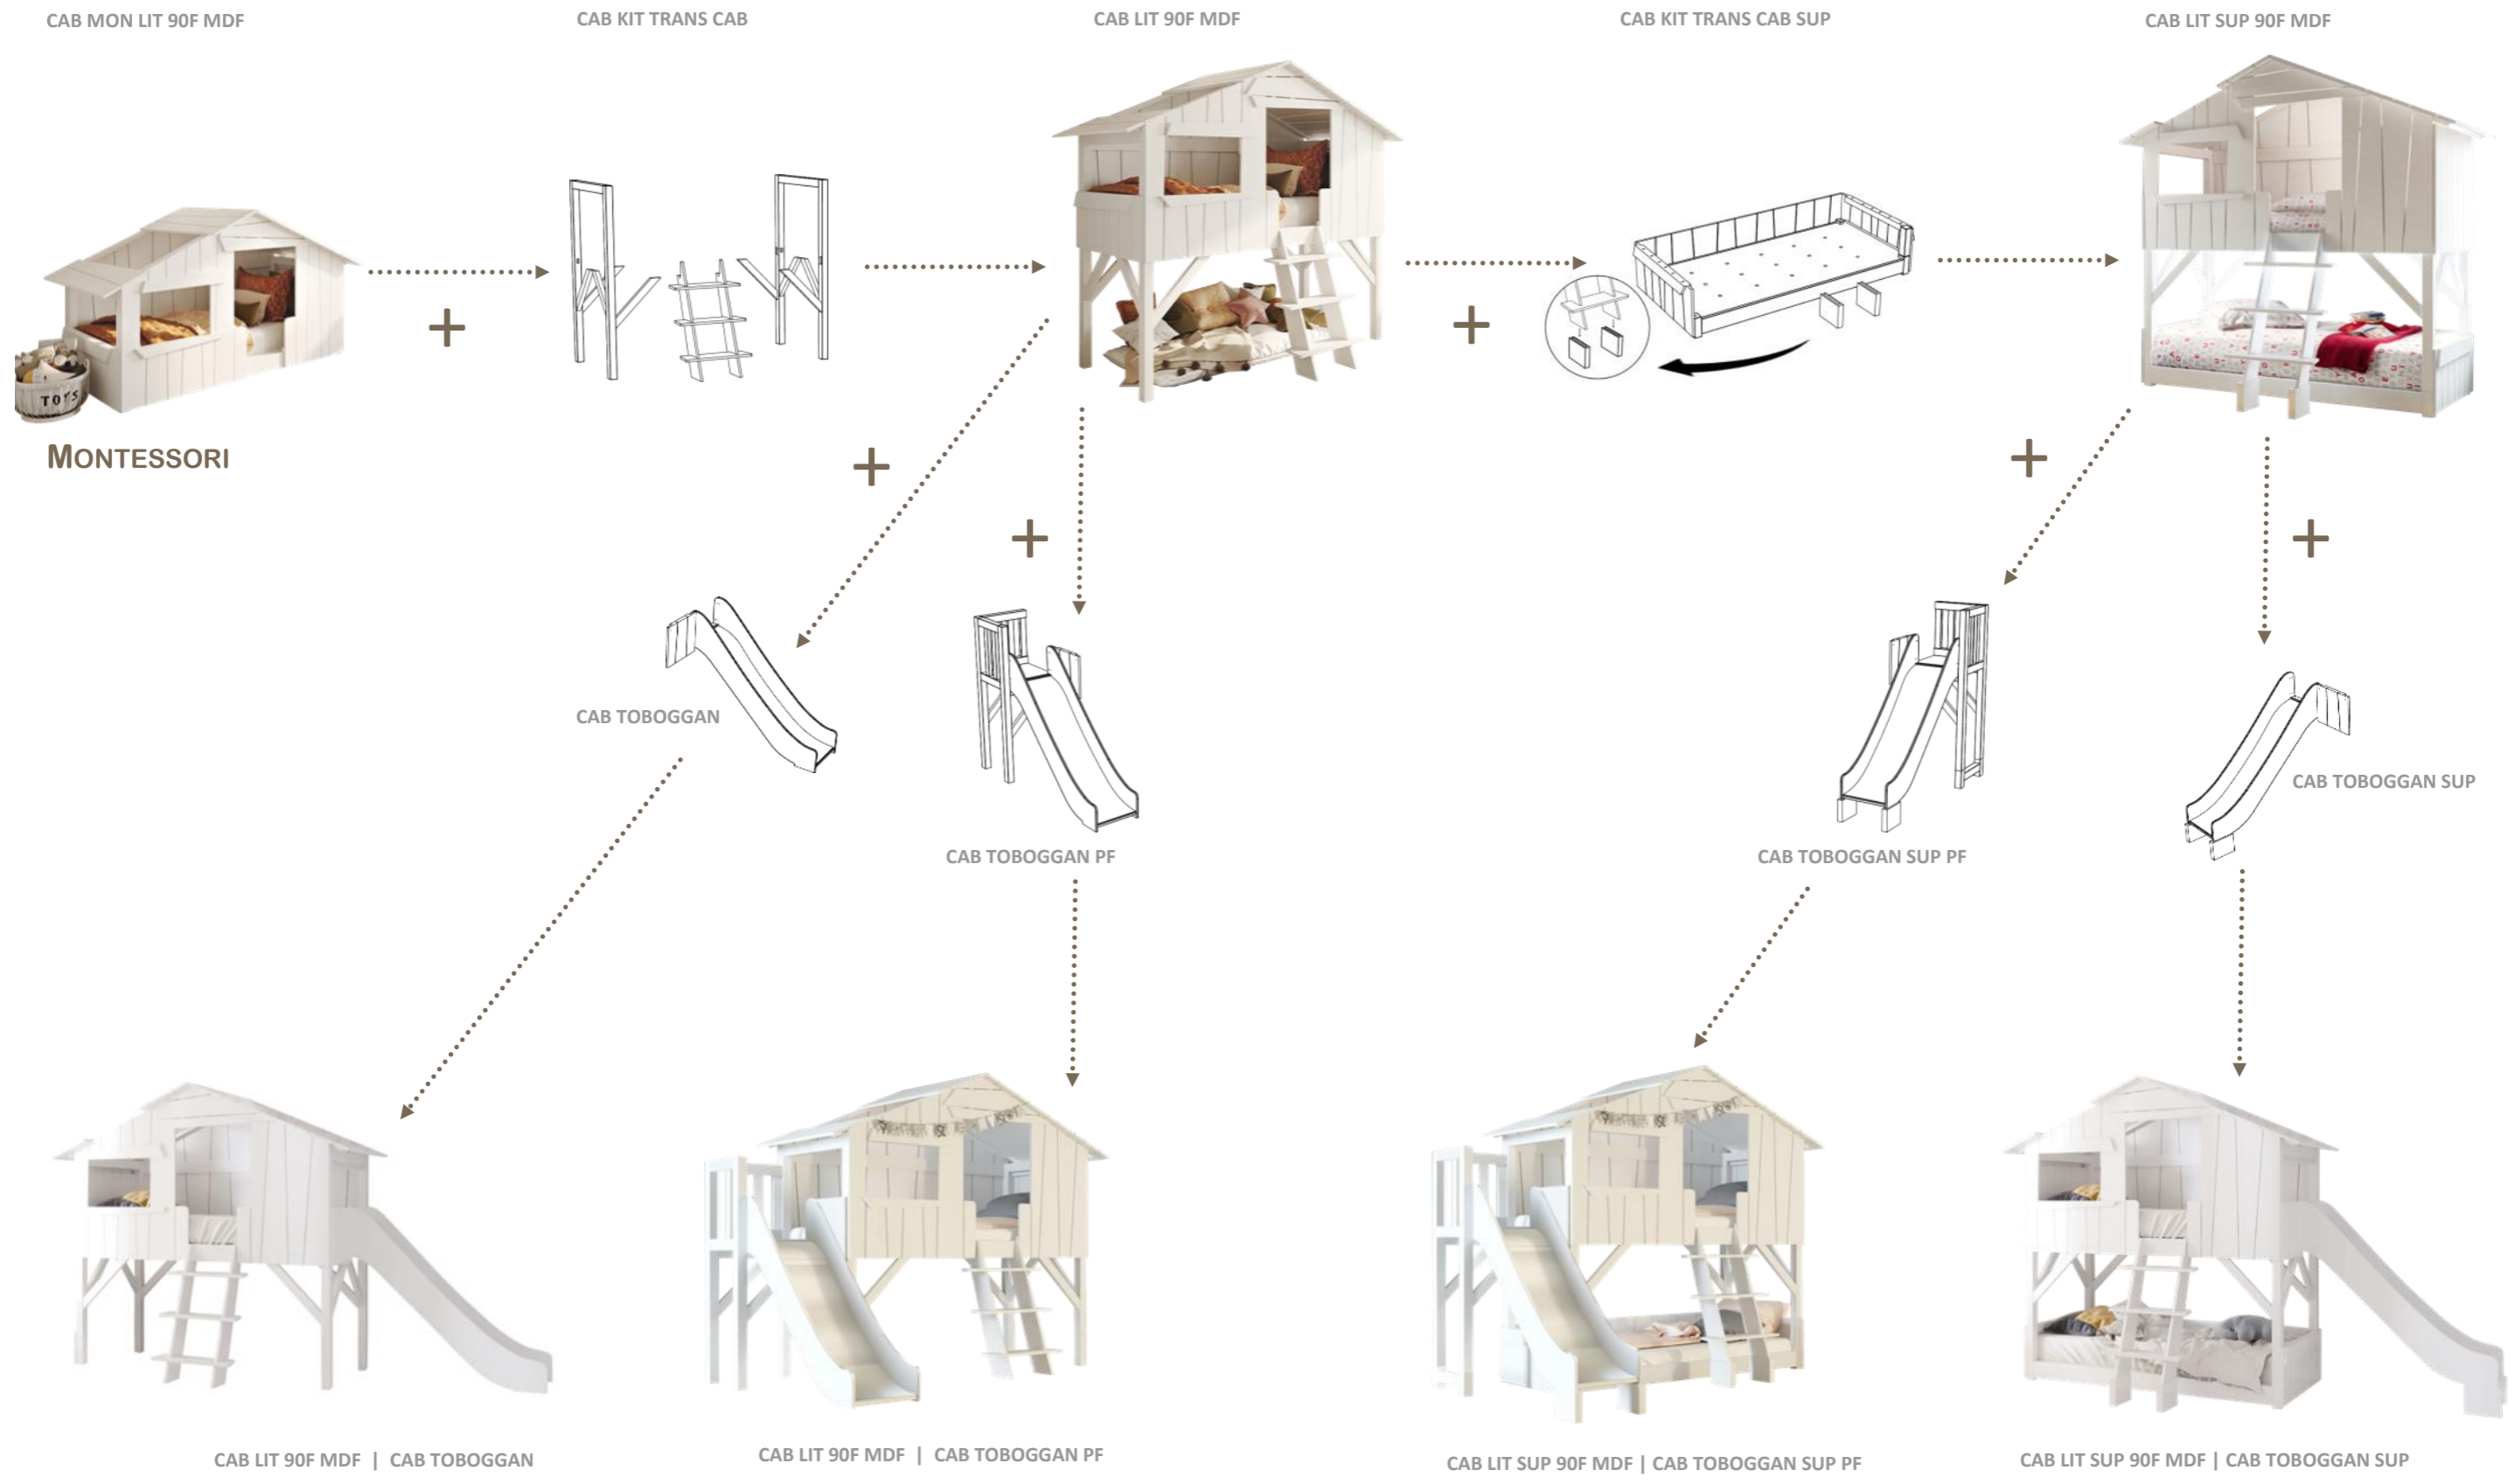 CAB MON LIT 90F MDF
CAB KIT TRANS CAB
CAB LIT 90F MDF
CAB KIT TRANS CAB SUP
CAB LIT SUP 90F MDF
TOYS
MONTESSORI
+
+
+
+
+
+
CAB TOBOGGAN
CAB TOBOGGAN PF
CAB TOBOGGAN SUP PF
CAB TOBOGGAN SUP
CAB LIT 90F MDF | CAB TOBOGGAN
CAB LIT 90F MDF | CAB TOBOGGAN PF
CAB LIT SUP 90F MDF | CAB TOBOGGAN SUP PF
CAB LIT SUP 90F MDF | CAB TOBOGGAN SUP